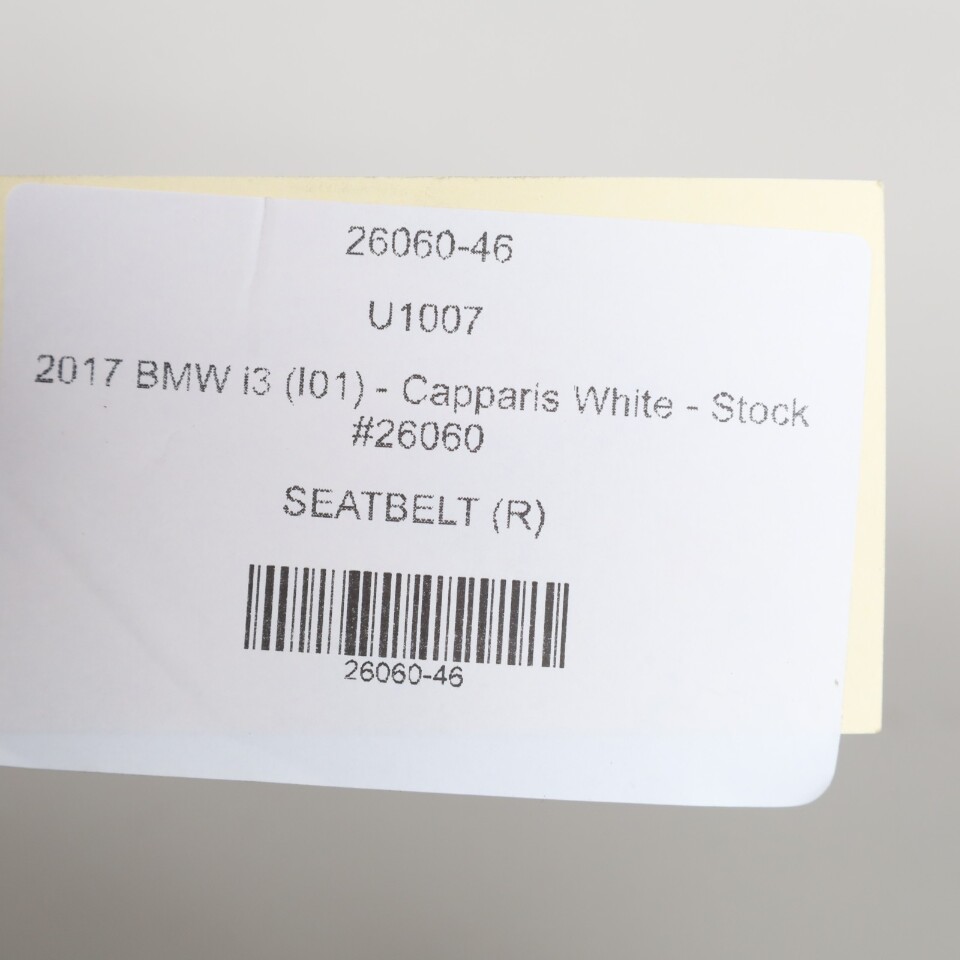 26060-46
U1007
2017 BMW i3 (I01) - Capparis White - Stock
#26060
SEATBELT (R)
26060-46